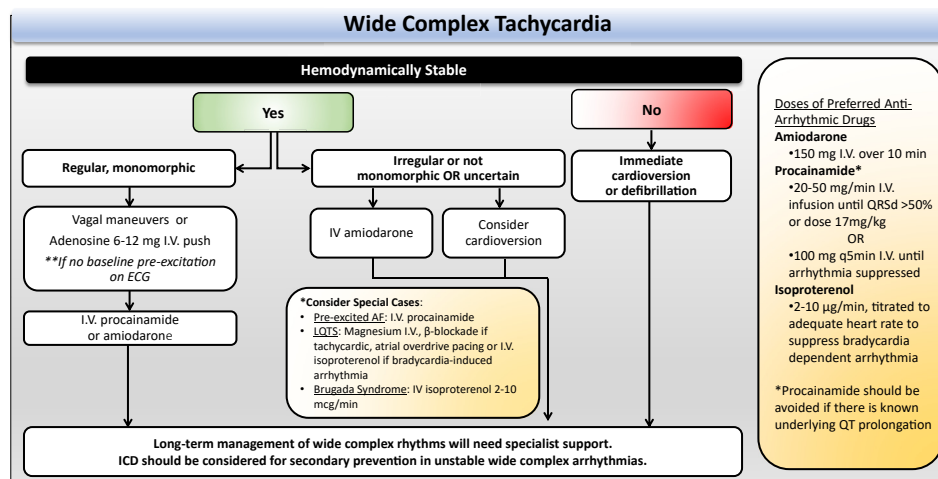 Wide Complex Tachycardia
Hemodynamically Stable
Yes
No
Regular, monomorphic
Irregular or not
monomorphic OR uncertain
Immediate
cardioversion
or defibrillation
Vagal maneuvers or
Adenosine 6-12 mg I.V. push
**If no baseline pre-excitation
on ECG
IV amiodarone
Consider
cardioversion
I.V. procainamide
or amiodarone
*Consider Special Cases:
• Pre-excited AF: I.V. procainamide
• LQTS: Magnesium I.V., β-blockade if
tachycardic, atrial overdrive pacing or I.V.
isoproterenol if bradycardia-induced
arrhythmia
• Brugada Syndrome: IV isoproterenol 2-10
mcg/min
Long-term management of wide complex rhythms will need specialist support.
ICD should be considered for secondary prevention in unstable wide complex arrhythmias.
Doses of Preferred Anti-
Arrhythmic Drugs
Amiodarone
•150 mg I.V. over 10 min
Procainamide*
•20-50 mg/min I.V.
infusion until QRSd >50%
or dose 17mg/kg
OR
•100 mg q5min I.V. until
arrhythmia suppressed
Isoproterenol
•2-10 μg/min, titrated to
adequate heart rate to
suppress bradycardia
dependent arrhythmia
*Procainamide should be
avoided if there is known
underlying QT prolongation